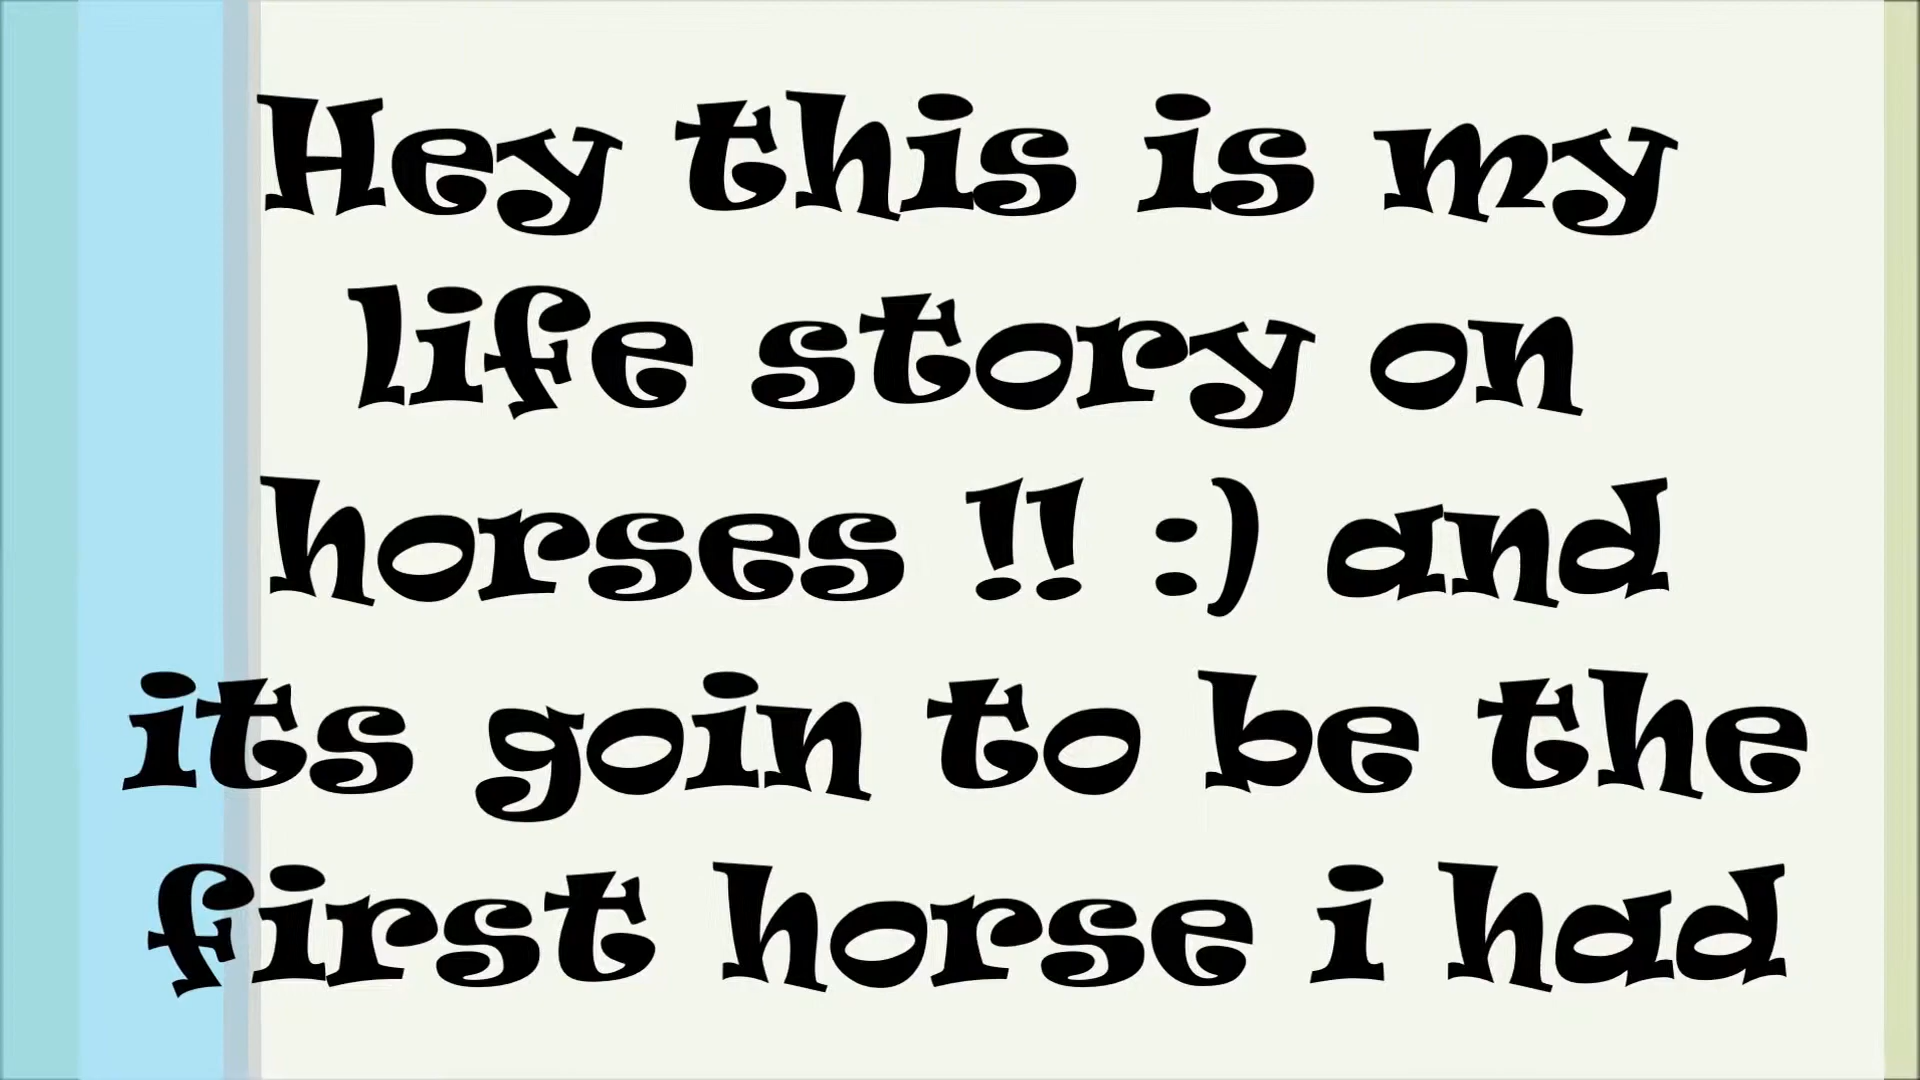 Hey this is my
life story on
horses !! :) and
its goin to be the
first horse i had